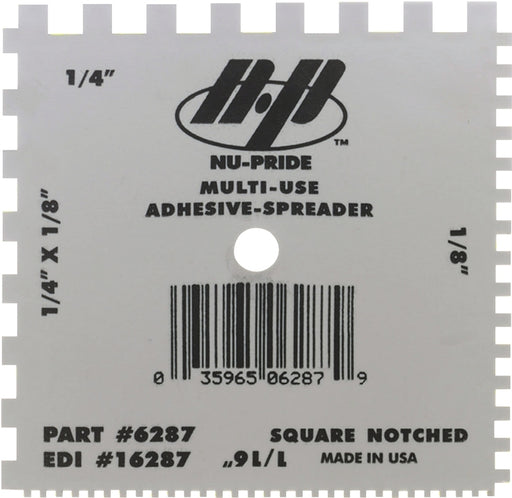 1/4"
N·P
TM
NU-PRIDE
MULTI-USE
ADHESIVE-SPREADER
1/4" X 1/8"
1/8"
0 35965 06287 9
PART #6287
SQUARE NOTCHED
EDI #16287
1/16"
MADE IN USA